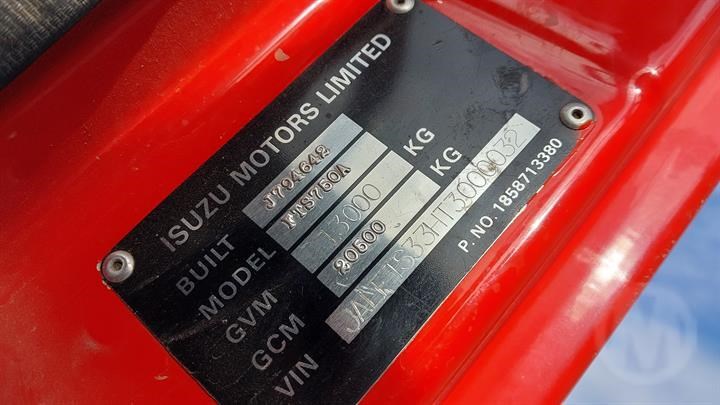 ISUZU MOTORS LIMITED
BUILT J794642
MODEL FTS750A
GVM 13000 KG
GCM 20500 KG
VIN
P. NO. 1858713380
M